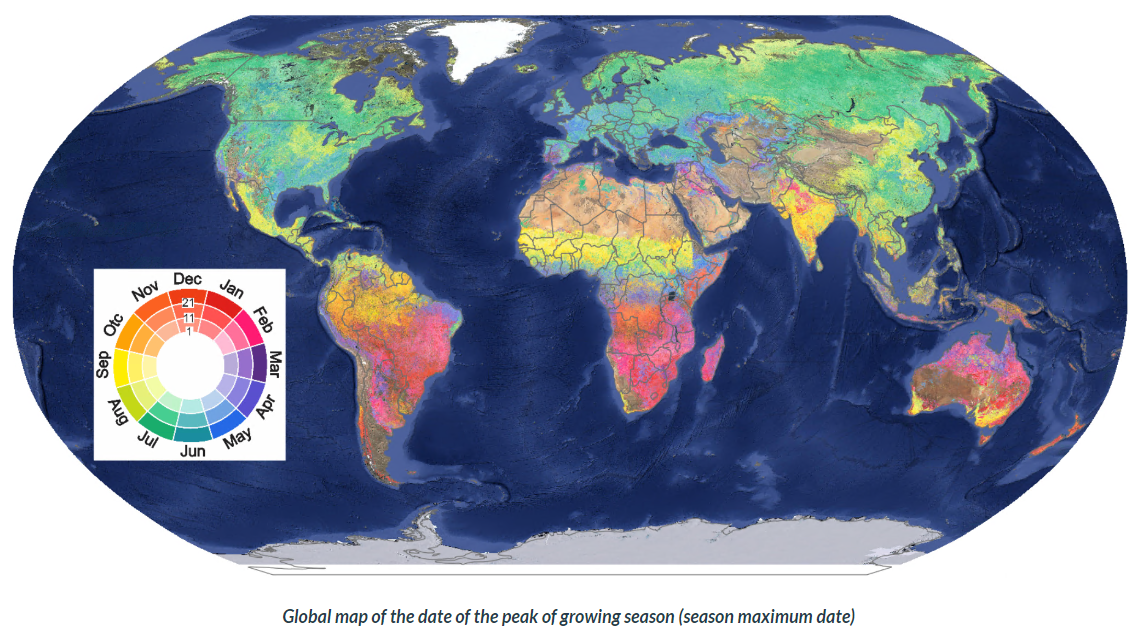 Dec
Jan
Feb
Mar
Apr
May
Jun
Jul
Aug
Sep
Otc
Nov
21
11
1
Global map of the date of the peak of growing season (season maximum date)